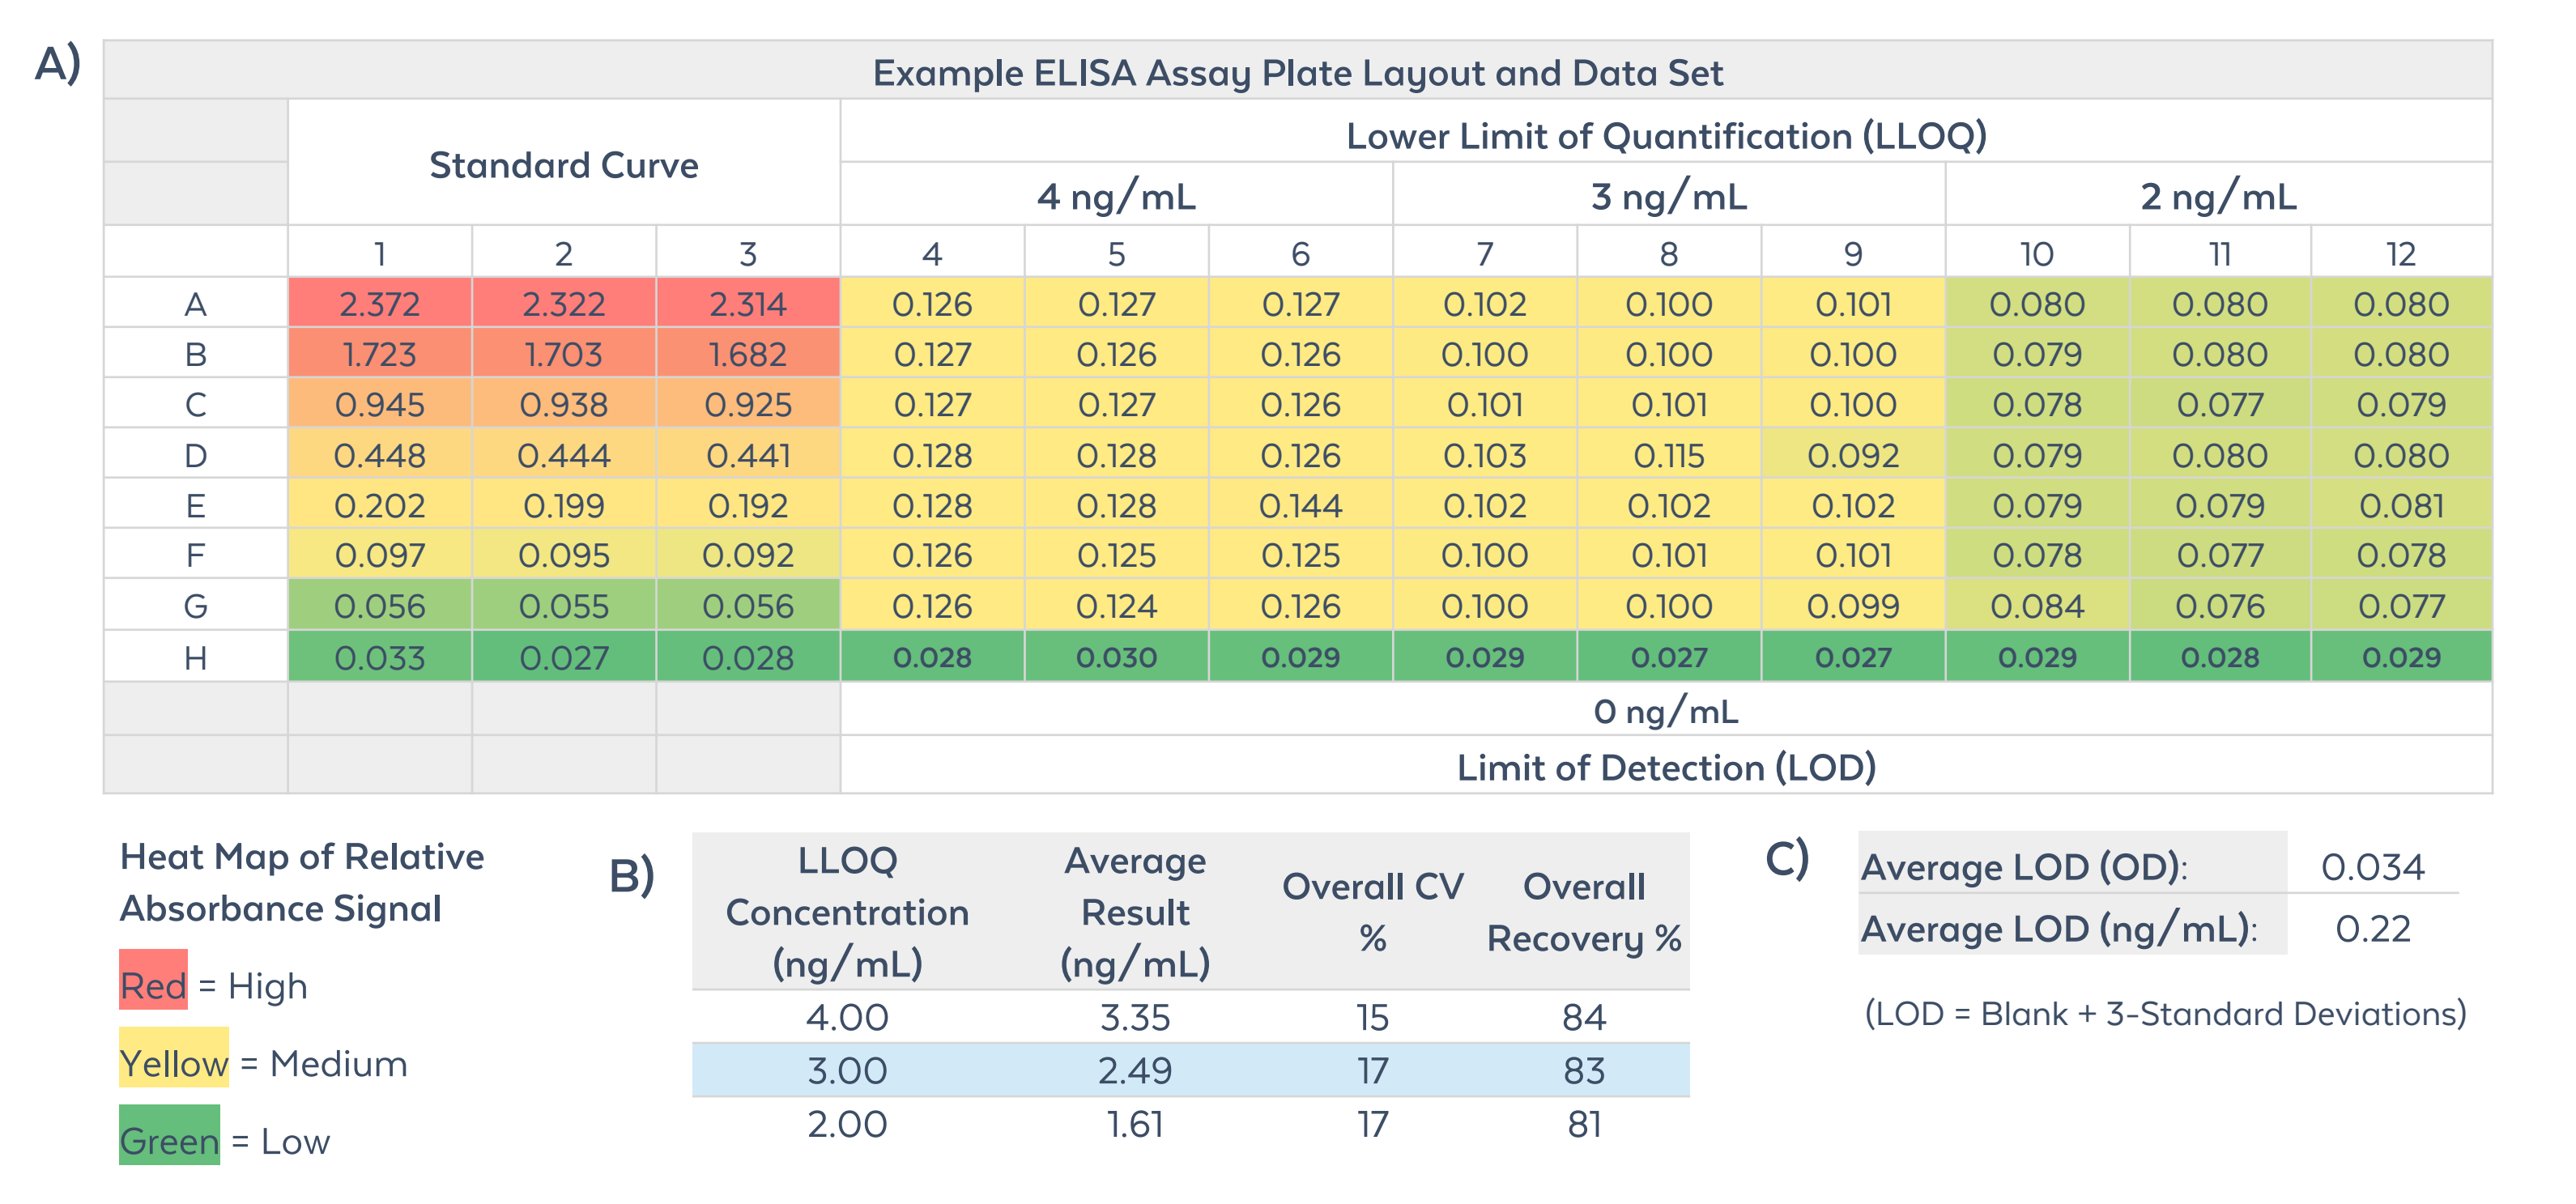 A)
Example ELISA Assay Plate Layout and Data Set
Standard Curve
Lower Limit of Quantification (LLOQ)
4 ng/mL 3 ng/mL 2 ng/mL
1 2 3 4 5 6 7 8 9 10 11 12
A 2.372 2.322 2.314 0.126 0.127 0.127 0.102 0.100 0.101 0.080 0.080 0.080
B 1.723 1.703 1.682 0.127 0.126 0.126 0.100 0.100 0.100 0.079 0.080 0.080
C 0.945 0.938 0.925 0.127 0.127 0.126 0.101 0.101 0.100 0.078 0.077 0.079
D 0.448 0.444 0.441 0.128 0.128 0.126 0.103 0.115 0.092 0.079 0.080 0.080
E 0.202 0.199 0.192 0.128 0.128 0.144 0.102 0.102 0.102 0.079 0.079 0.081
F 0.097 0.095 0.092 0.126 0.125 0.125 0.100 0.101 0.101 0.078 0.077 0.078
G 0.056 0.055 0.056 0.126 0.124 0.126 0.100 0.100 0.099 0.084 0.076 0.077
H 0.033 0.027 0.028 0.028 0.030 0.029 0.029 0.027 0.027 0.029 0.028 0.029
0 ng/mL
Limit of Detection (LOD)
Heat Map of Relative
Absorbance Signal
Red = High
Yellow = Medium
Green = Low
B)
LLOQ
Concentration
(ng/mL)
Average
Result
(ng/mL)
Overall CV
%
Overall
Recovery %
4.00 3.35 15 84
3.00 2.49 17 83
2.00 1.61 17 81
C)
Average LOD (OD): 0.034
Average LOD (ng/mL): 0.22
(LOD = Blank + 3-Standard Deviations)